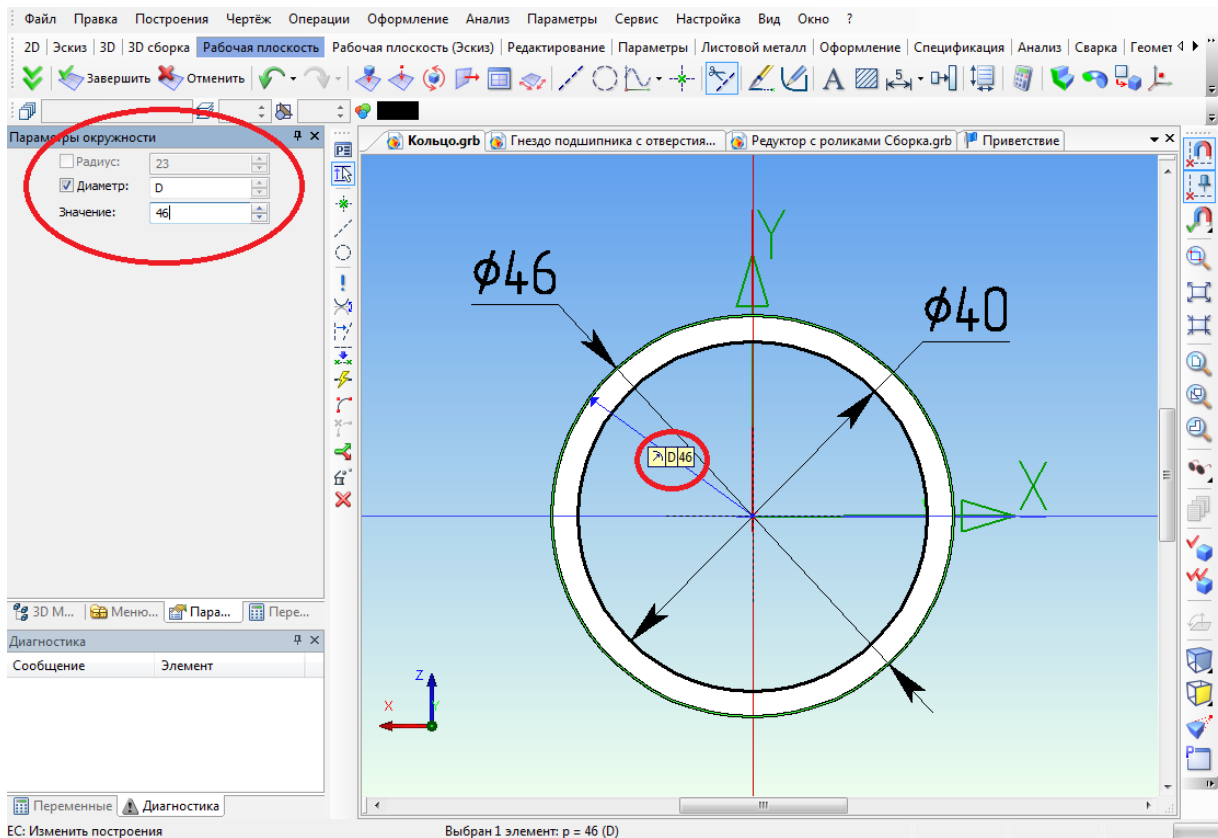 Файл Правка Построения Чертёж Операции Оформление Анализ Параметры Сервис Настройка Вид Окно ?
2D Эскиз 3D 3D сборка Рабочая плоскость Рабочая плоскость (Эскиз) Редактирование Параметры Листовой металл Оформление Спецификация Анализ Сварка Геомет
Завершить Отменить
Параметры окружности
Радиус: 23
Диаметр: D
Значение: 46
Кольцо.grb Гнездо подшипника с отверстия... Редуктор с роликами Сборка.grb Приветствие
Y
ϕ46
ϕ40
D 46
X
Z
X
Y
3D М... Меню... Пара... Пере...
Диагностика
Сообщение Элемент
Переменные Диагностика
EC: Изменить построения Выбран 1 элемент: p = 46 (D)